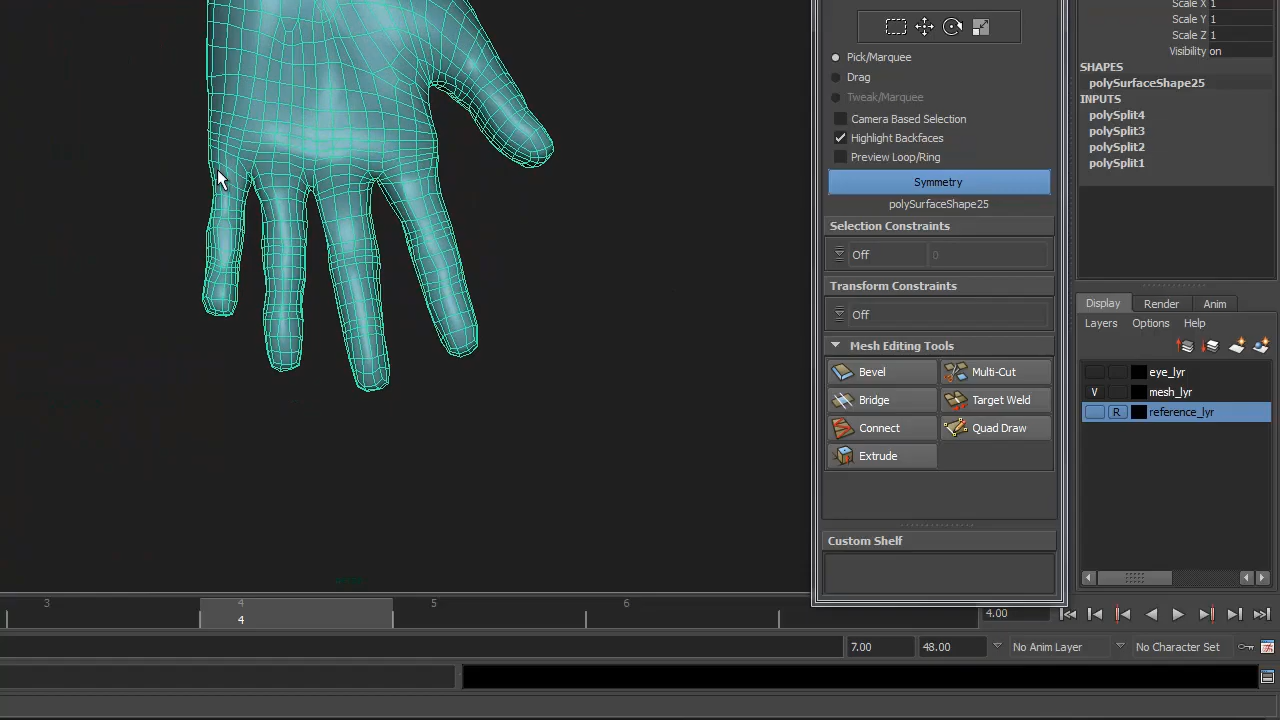 Scale X 1
Scale Y 1
Scale Z 1
Visibility on
SHAPES
polySurfaceShape25
INPUTS
polySplit4
polySplit3
polySplit2
polySplit1
Pick/Marquee
Drag
Tweak/Marquee
Camera Based Selection
Highlight Backfaces
Preview Loop/Ring
Symmetry
polySurfaceShape25
Selection Constraints
Off 0
Transform Constraints
Off
Mesh Editing Tools
Bevel Multi-Cut
Bridge Target Weld
Connect Quad Draw
Extrude
Custom Shelf
Display Render Anim
Layers Options Help
eye_lyr
V mesh_lyr
R reference_lyr
3 4 5 6
4
4.00
7.00 48.00 No Anim Layer No Character Set